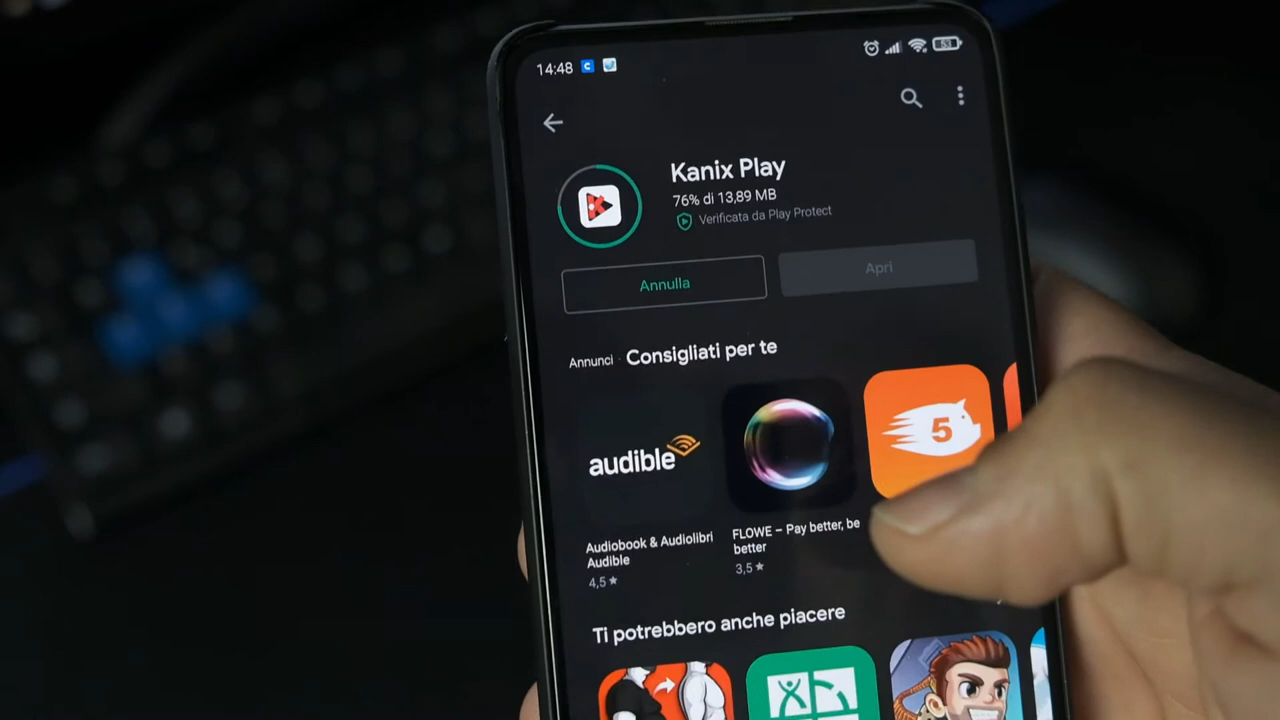 14:48
53
Kanix Play
76% di 13,89 MB
Verificata da Play Protect
Annulla
Apri
Annunci · Consigliati per te
audible
5
Audiobook & Audiolibri
Audible
4,5★
FLOWE – Pay better, be
better
3,5★
Ti potrebbero anche piacere